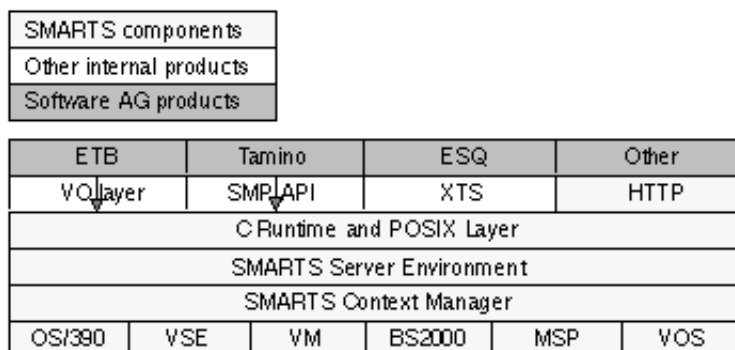 SMARTS components
Other internal products
Software AG products
ETB Tamino ESQ Other
VO layer SMP API XTS HTTP
C Runtime and POSIX Layer
SMARTS Server Environment
SMARTS Context Manager
OS/390 VSE VM BS2000 MSP VOS